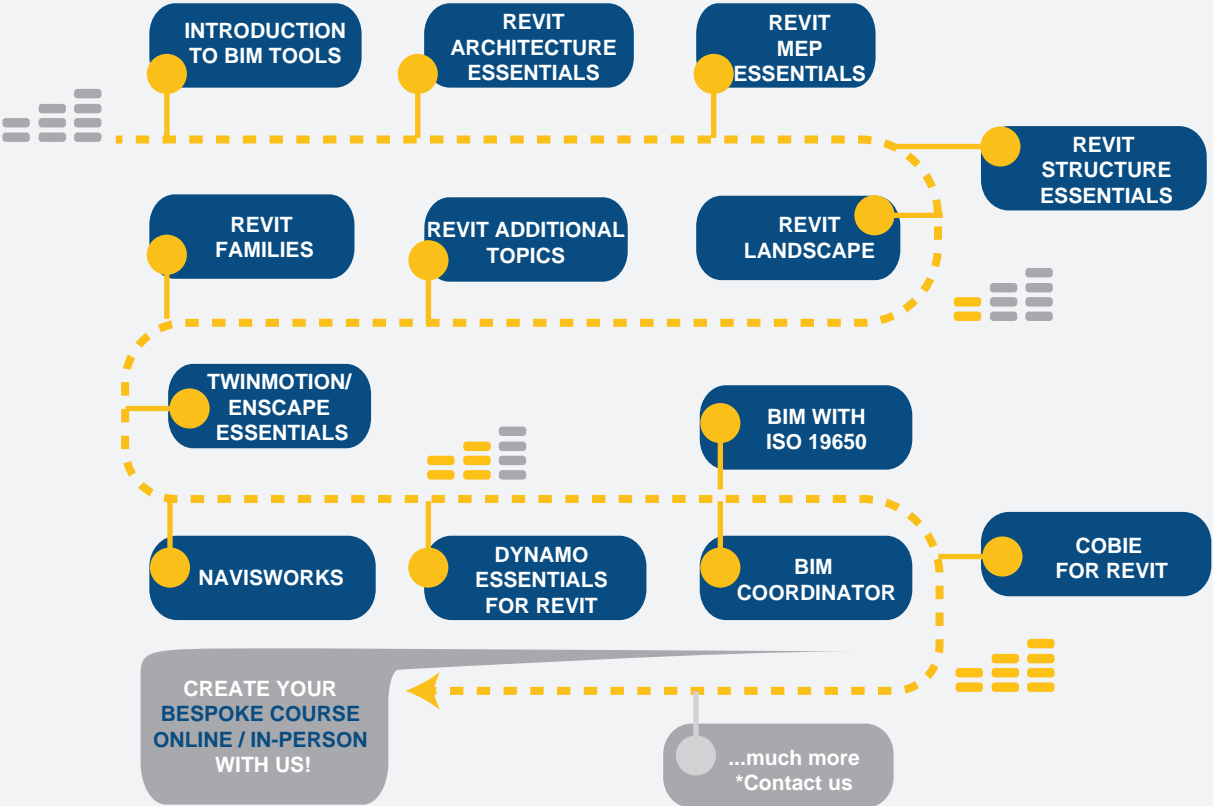 INTRODUCTION
TO BIM TOOLS
REVIT
ARCHITECTURE
ESSENTIALS
REVIT
MEP
ESSENTIALS
REVIT
STRUCTURE
ESSENTIALS
REVIT
FAMILIES
REVIT ADDITIONAL
TOPICS
REVIT
LANDSCAPE
TWINMOTION/
ENSCAPE
ESSENTIALS
BIM WITH
ISO 19650
NAVISWORKS
DYNAMO
ESSENTIALS
FOR REVIT
BIM
COORDINATOR
COBIE
FOR REVIT
CREATE YOUR
BESPOKE COURSE
ONLINE / IN-PERSON
WITH US!
...much more
*Contact us